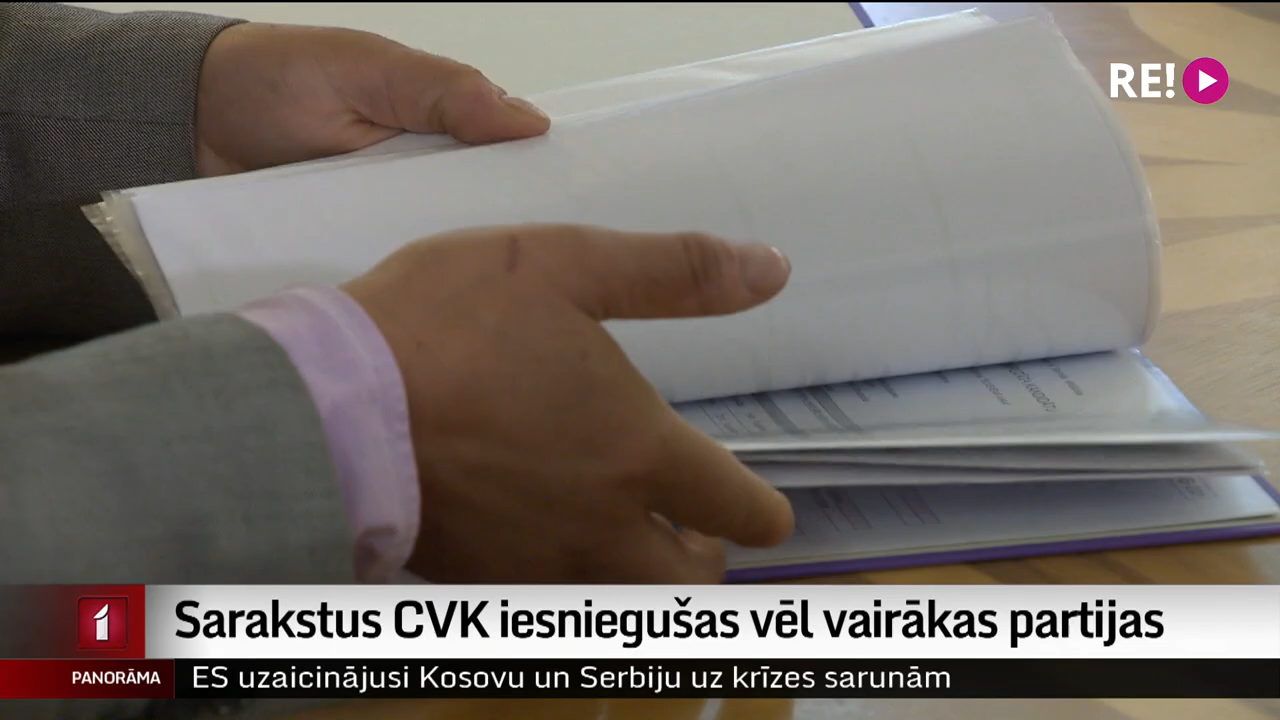 RE!
Sarakstus CVK iesniegušas vēl vairākas partijas
1
PANORĀMA
ES uzaicinājusi Kosovu un Serbiju uz krīzes sarunām